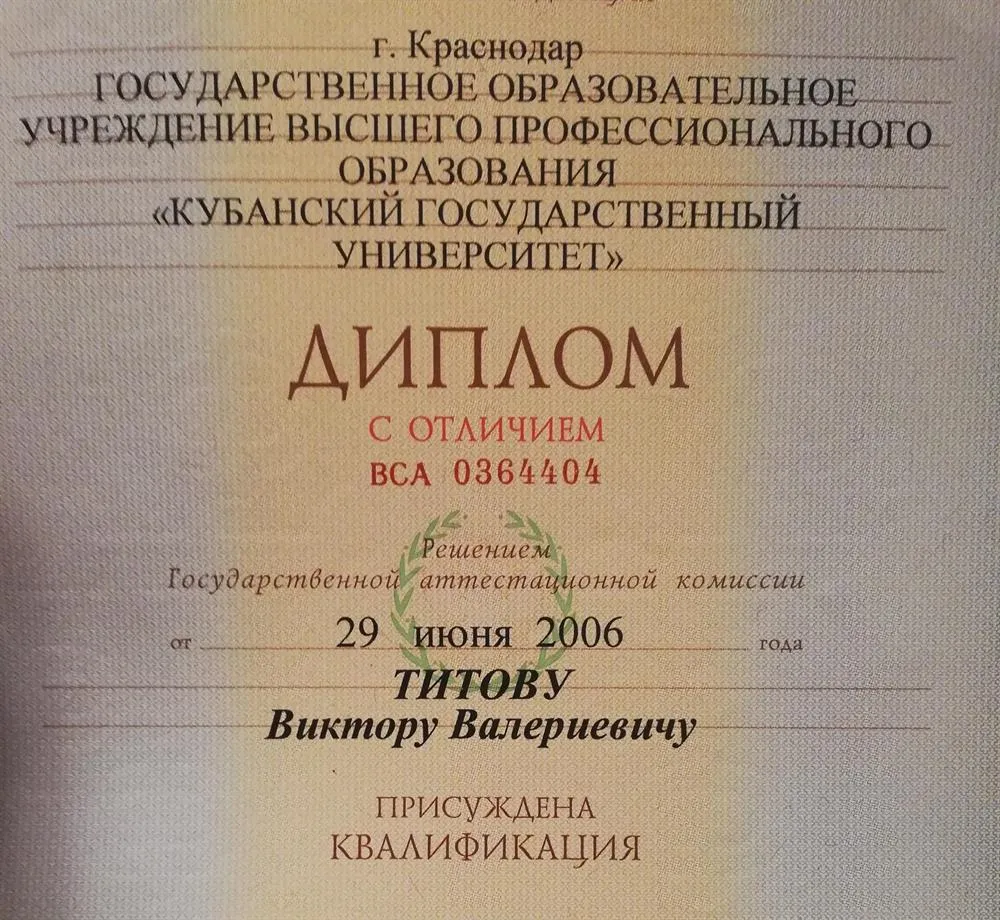 г. Краснодар
ГОСУДАРСТВЕННОЕ ОБРАЗОВАТЕЛЬНОЕ
УЧРЕЖДЕНИЕ ВЫСШЕГО ПРОФЕССИОНАЛЬНОГО
ОБРАЗОВАНИЯ
«КУБАНСКИЙ ГОСУДАРСТВЕННЫЙ
УНИВЕРСИТЕТ»
ДИПЛОМ
С ОТЛИЧИЕМ
ВСА 0364404
Решением
Государственной аттестационной комиссии
от 29 июня 2006 года
ТИТОВУ
Виктору Валериевичу
ПРИСУЖДЕНА
КВАЛИФИКАЦИЯ